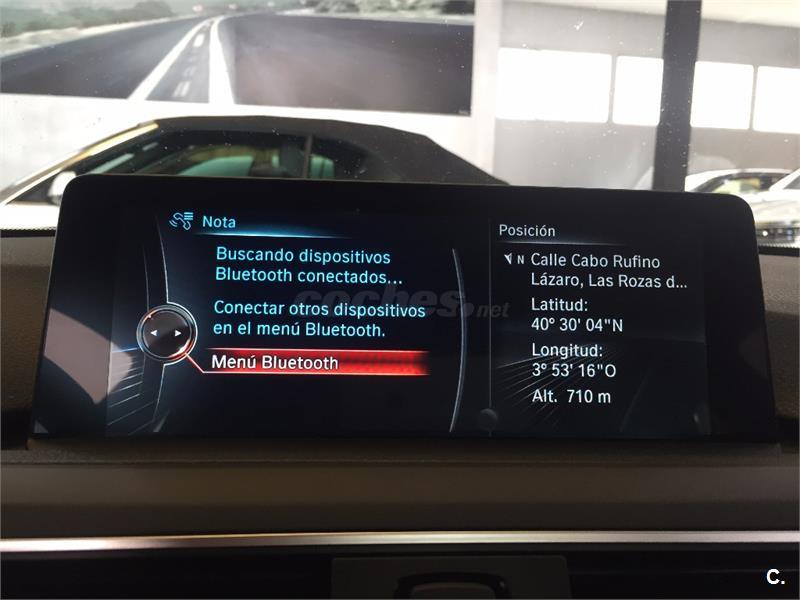 Nota
Buscando dispositivos
Bluetooth conectados...
Conectar otros dispositivos
en el menú Bluetooth.
Menú Bluetooth
Posición
N Calle Cabo Rufino
Lázaro, Las Rozas d...
Latitud:
40° 30' 04"N
Longitud:
3° 53' 16"O
Alt. 710 m
coches.net
C.